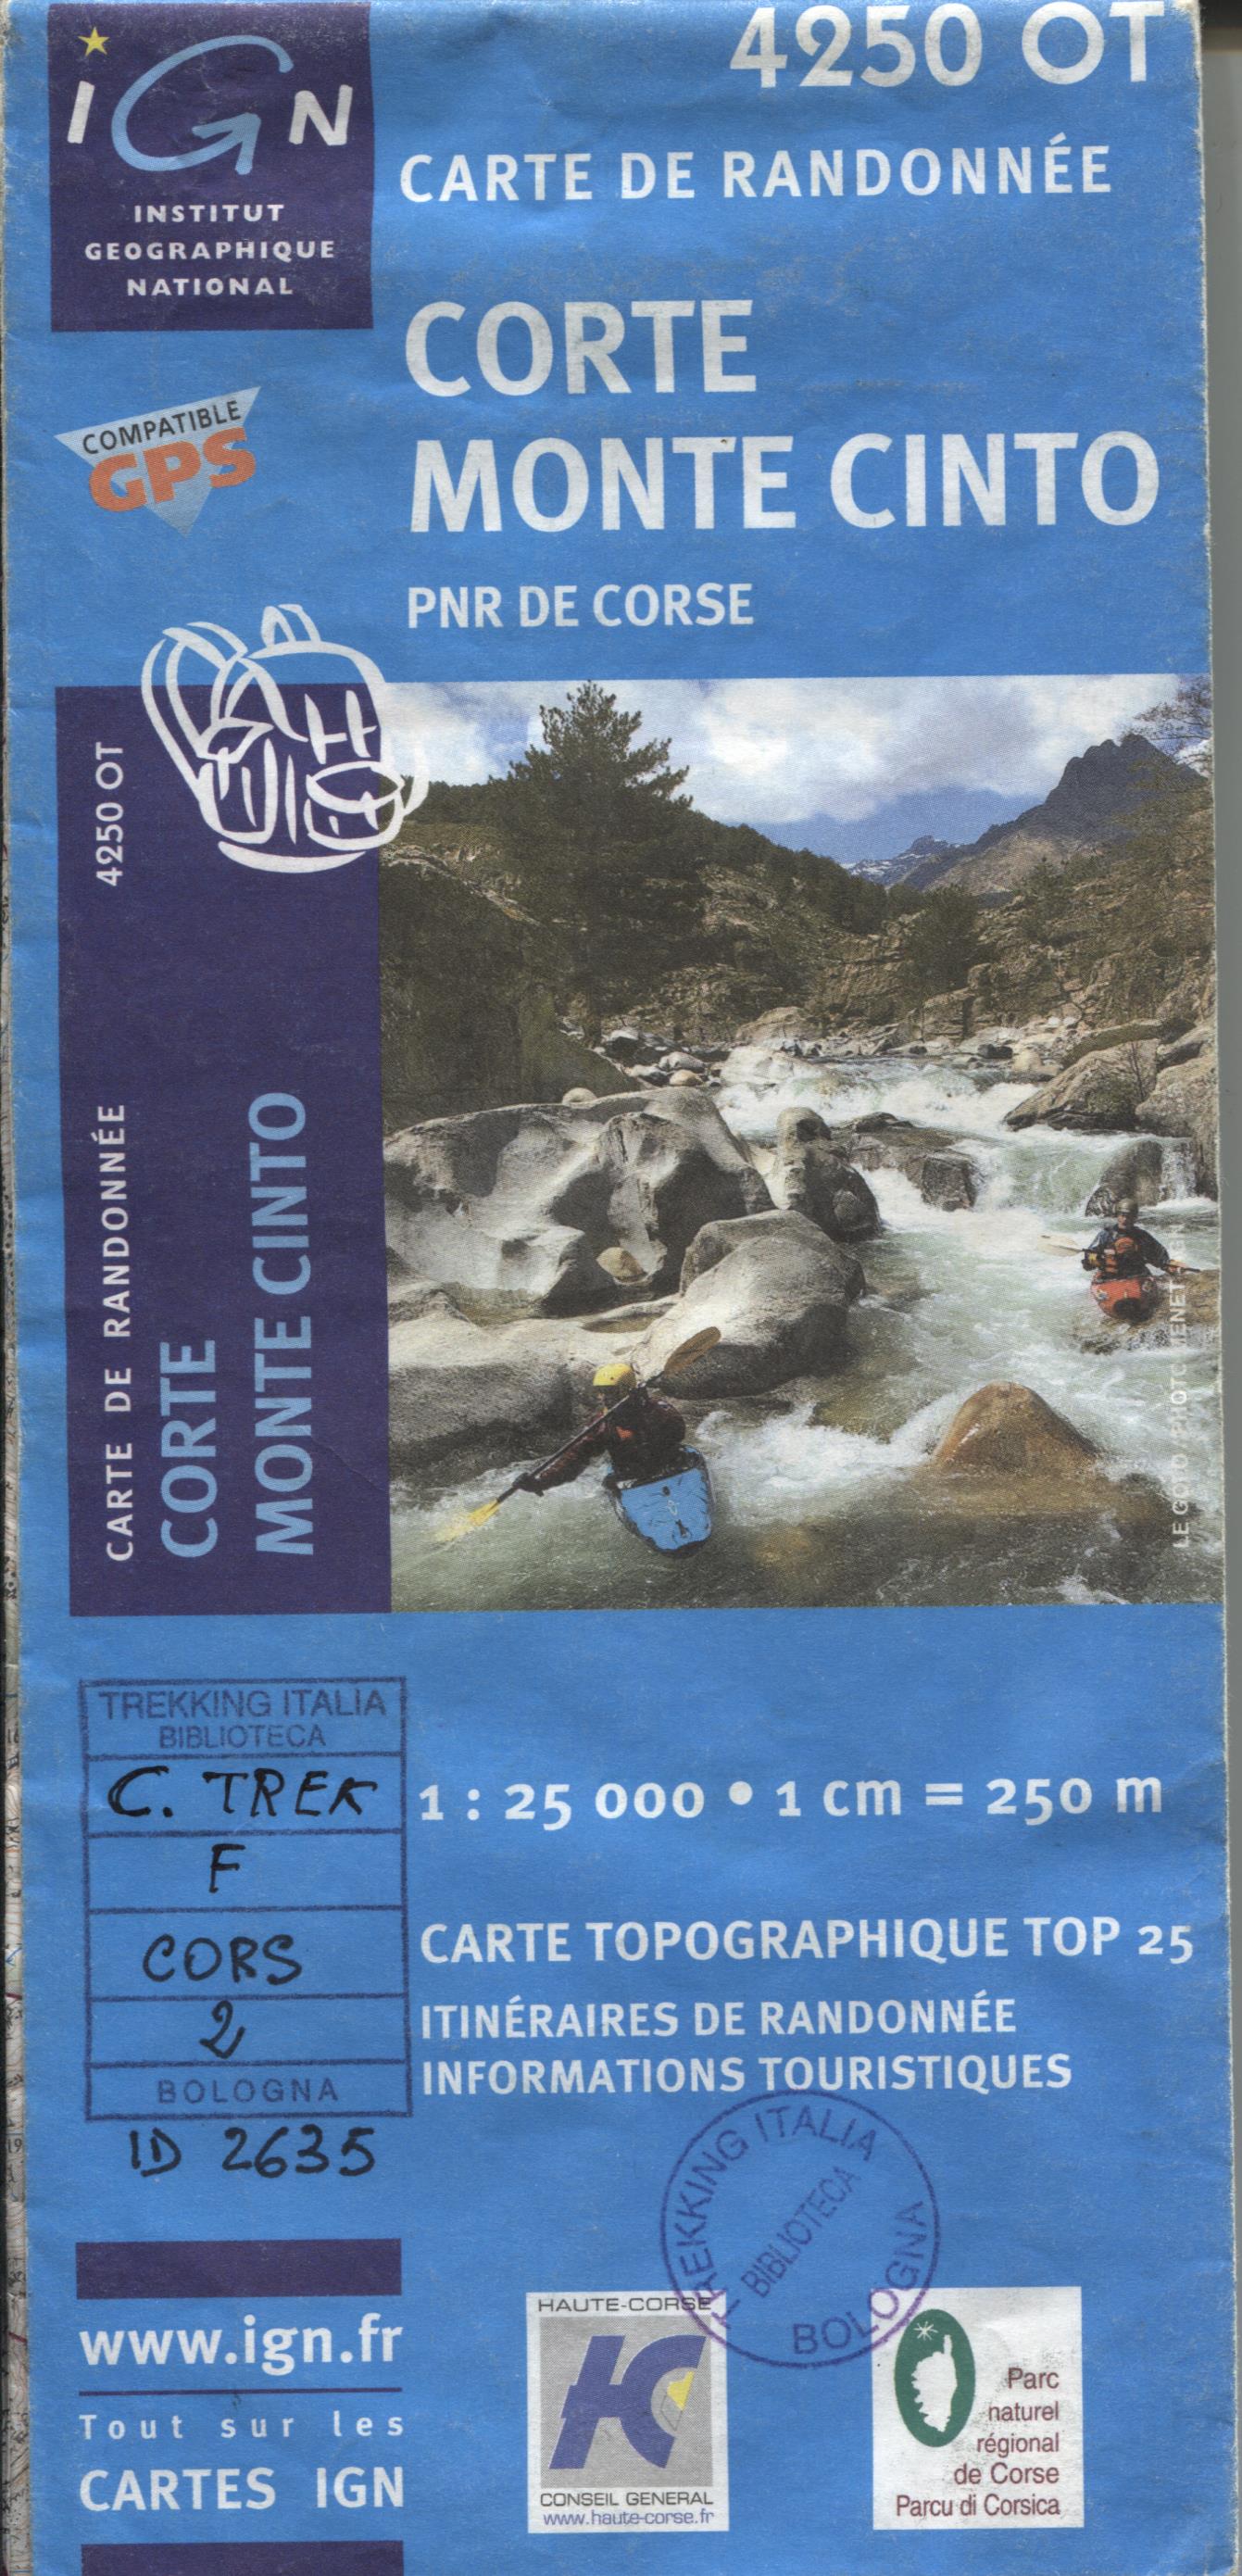 4250 OT
IGN
INSTITUT
GEOGRAPHIQUE
NATIONAL
CARTE DE RANDONNÉE
CORTE
MONTE CINTO
COMPATIBLE
GPS
PNR DE CORSE
4250 OT
CARTE DE RANDONNÉE
CORTE
MONTE CINTO
LE GOLO.
TREKKING ITALIA
BIBLIOTECA
C. TREK
F
CORS
2
BOLOGNA
ID 2635
1 : 25 000 • 1 cm = 250 m
CARTE TOPOGRAPHIQUE TOP 25
ITINÉRAIRES DE RANDONNÉE
INFORMATIONS TOURISTIQUES
TREKKING ITALIA
BIBLIOTECA
BOLOGNA
www.ign.fr
Tout sur les
CARTES IGN
HAUTE-CORSE
HC
CONSEIL GENERAL
www.haute-corse.fr
Parc
naturel
régional
de Corse
Parcu di Corsica